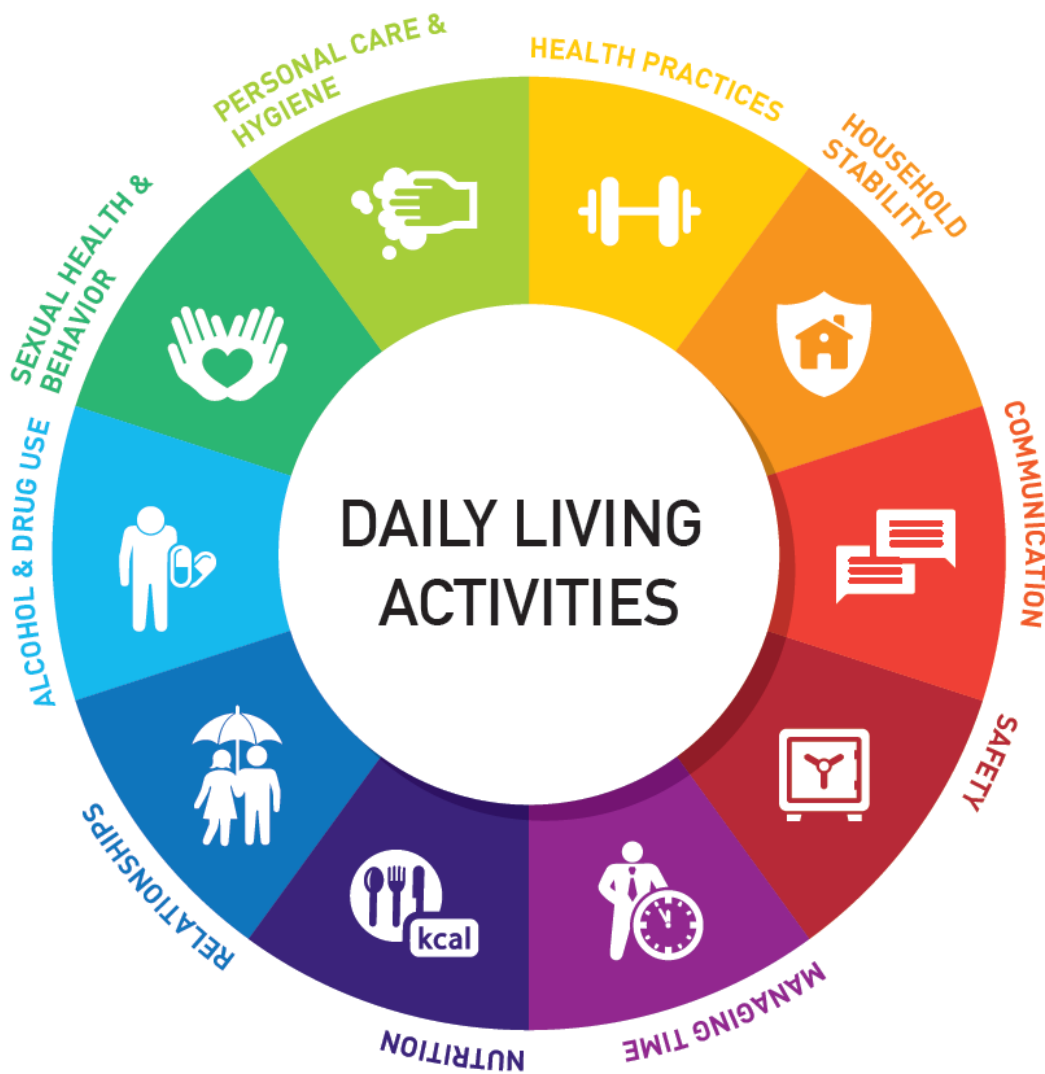 DAILY LIVING
ACTIVITIES
HEALTH PRACTICES
HOUSEHOLD
STABILITY
COMMUNICATION
SAFETY
MANAGING TIME
NUTRITION
kcal
RELATIONSHIPS
ALCOHOL & DRUG USE
SEXUAL HEALTH &
BEHAVIOR
PERSONAL CARE &
HYGIENE